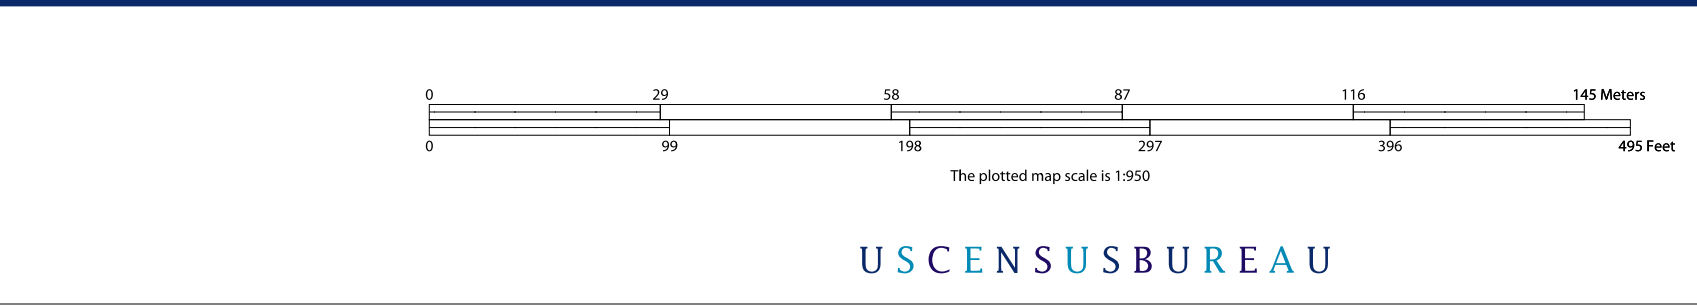 0 29 58 87 116 145 Meters
0 99 198 297 396 495 Feet
The plotted map scale is 1:950
USCENSUSBUREAU